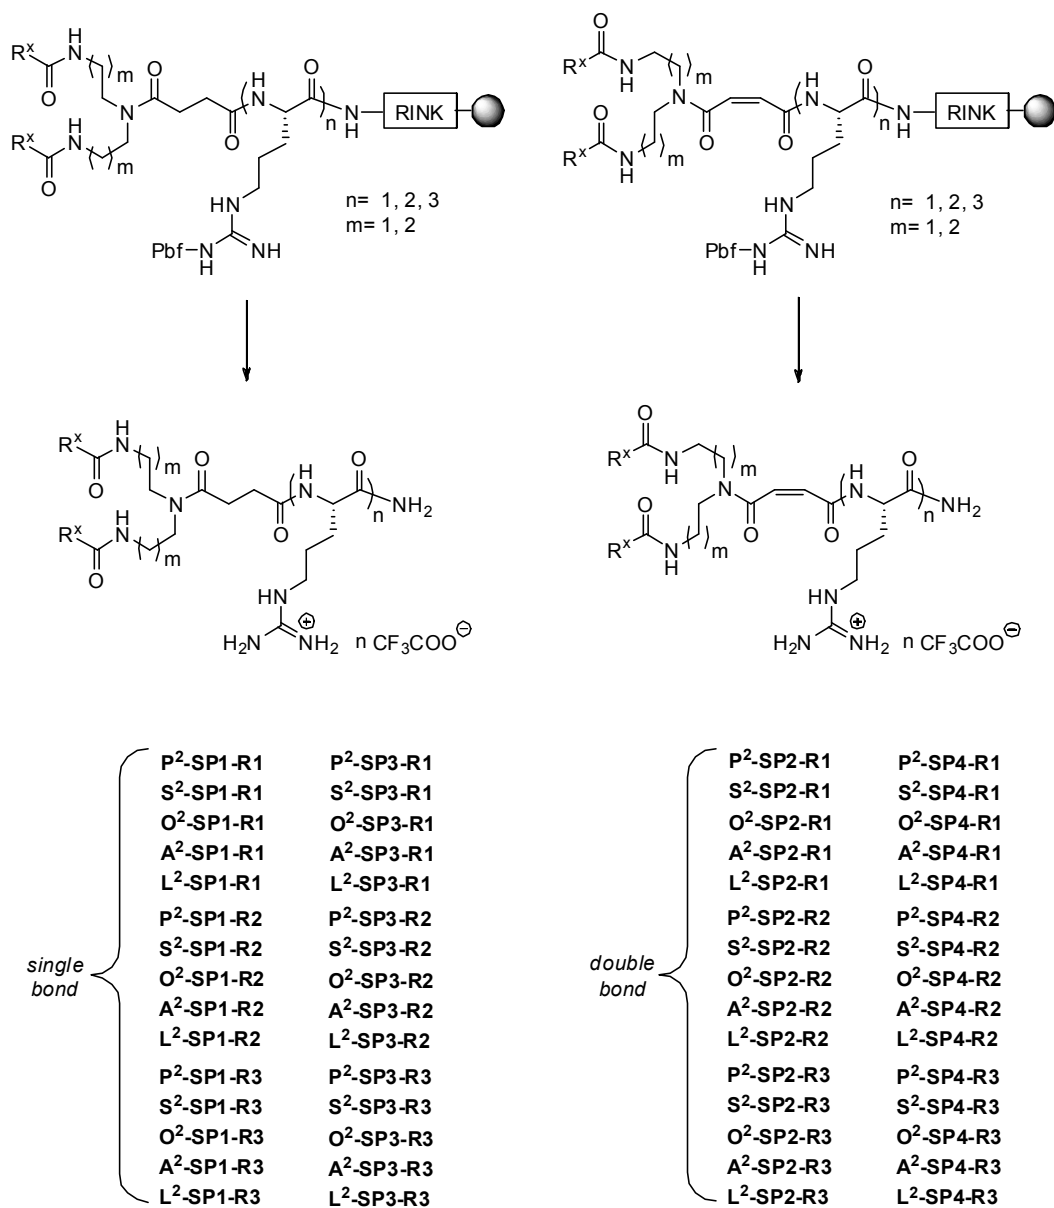 R^x
O
H
N
( )m
N
O
O
( H
N
O
)n
N
H
RINK
R^x
O
H
N
( )m
HN
Pbf-N
H
NH
n= 1, 2, 3
m= 1, 2
O
R^x
N
H
( )m
N
O
O
( H
N
O
)n
N
H
RINK
O
R^x
N
H
( )m
HN
Pbf-N
H
NH
n= 1, 2, 3
m= 1, 2
R^x
O
H
N
( )m
N
O
O
( H
N
O
)n
NH2
R^x
O
H
N
( )m
HN
H2N
⊕
NH2 n CF3COO⊖
O
R^x
N
H
( )m
N
O
O
( H
N
O
)n
NH2
O
R^x
N
H
( )m
HN
H2N
⊕
NH2 n CF3COO⊖
single
bond
P²-SP1-R1 P²-SP3-R1
S²-SP1-R1 S²-SP3-R1
O²-SP1-R1 O²-SP3-R1
A²-SP1-R1 A²-SP3-R1
L²-SP1-R1 L²-SP3-R1
P²-SP1-R2 P²-SP3-R2
S²-SP1-R2 S²-SP3-R2
O²-SP1-R2 O²-SP3-R2
A²-SP1-R2 A²-SP3-R2
L²-SP1-R2 L²-SP3-R2
P²-SP1-R3 P²-SP3-R3
S²-SP1-R3 S²-SP3-R3
O²-SP1-R3 O²-SP3-R3
A²-SP1-R3 A²-SP3-R3
L²-SP1-R3 L²-SP3-R3
double
bond
P²-SP2-R1 P²-SP4-R1
S²-SP2-R1 S²-SP4-R1
O²-SP2-R1 O²-SP4-R1
A²-SP2-R1 A²-SP4-R1
L²-SP2-R1 L²-SP4-R1
P²-SP2-R2 P²-SP4-R2
S²-SP2-R2 S²-SP4-R2
O²-SP2-R2 O²-SP4-R2
A²-SP2-R2 A²-SP4-R2
L²-SP2-R2 L²-SP4-R2
P²-SP2-R3 P²-SP4-R3
S²-SP2-R3 S²-SP4-R3
O²-SP2-R3 O²-SP4-R3
A²-SP2-R3 A²-SP4-R3
L²-SP2-R3 L²-SP4-R3